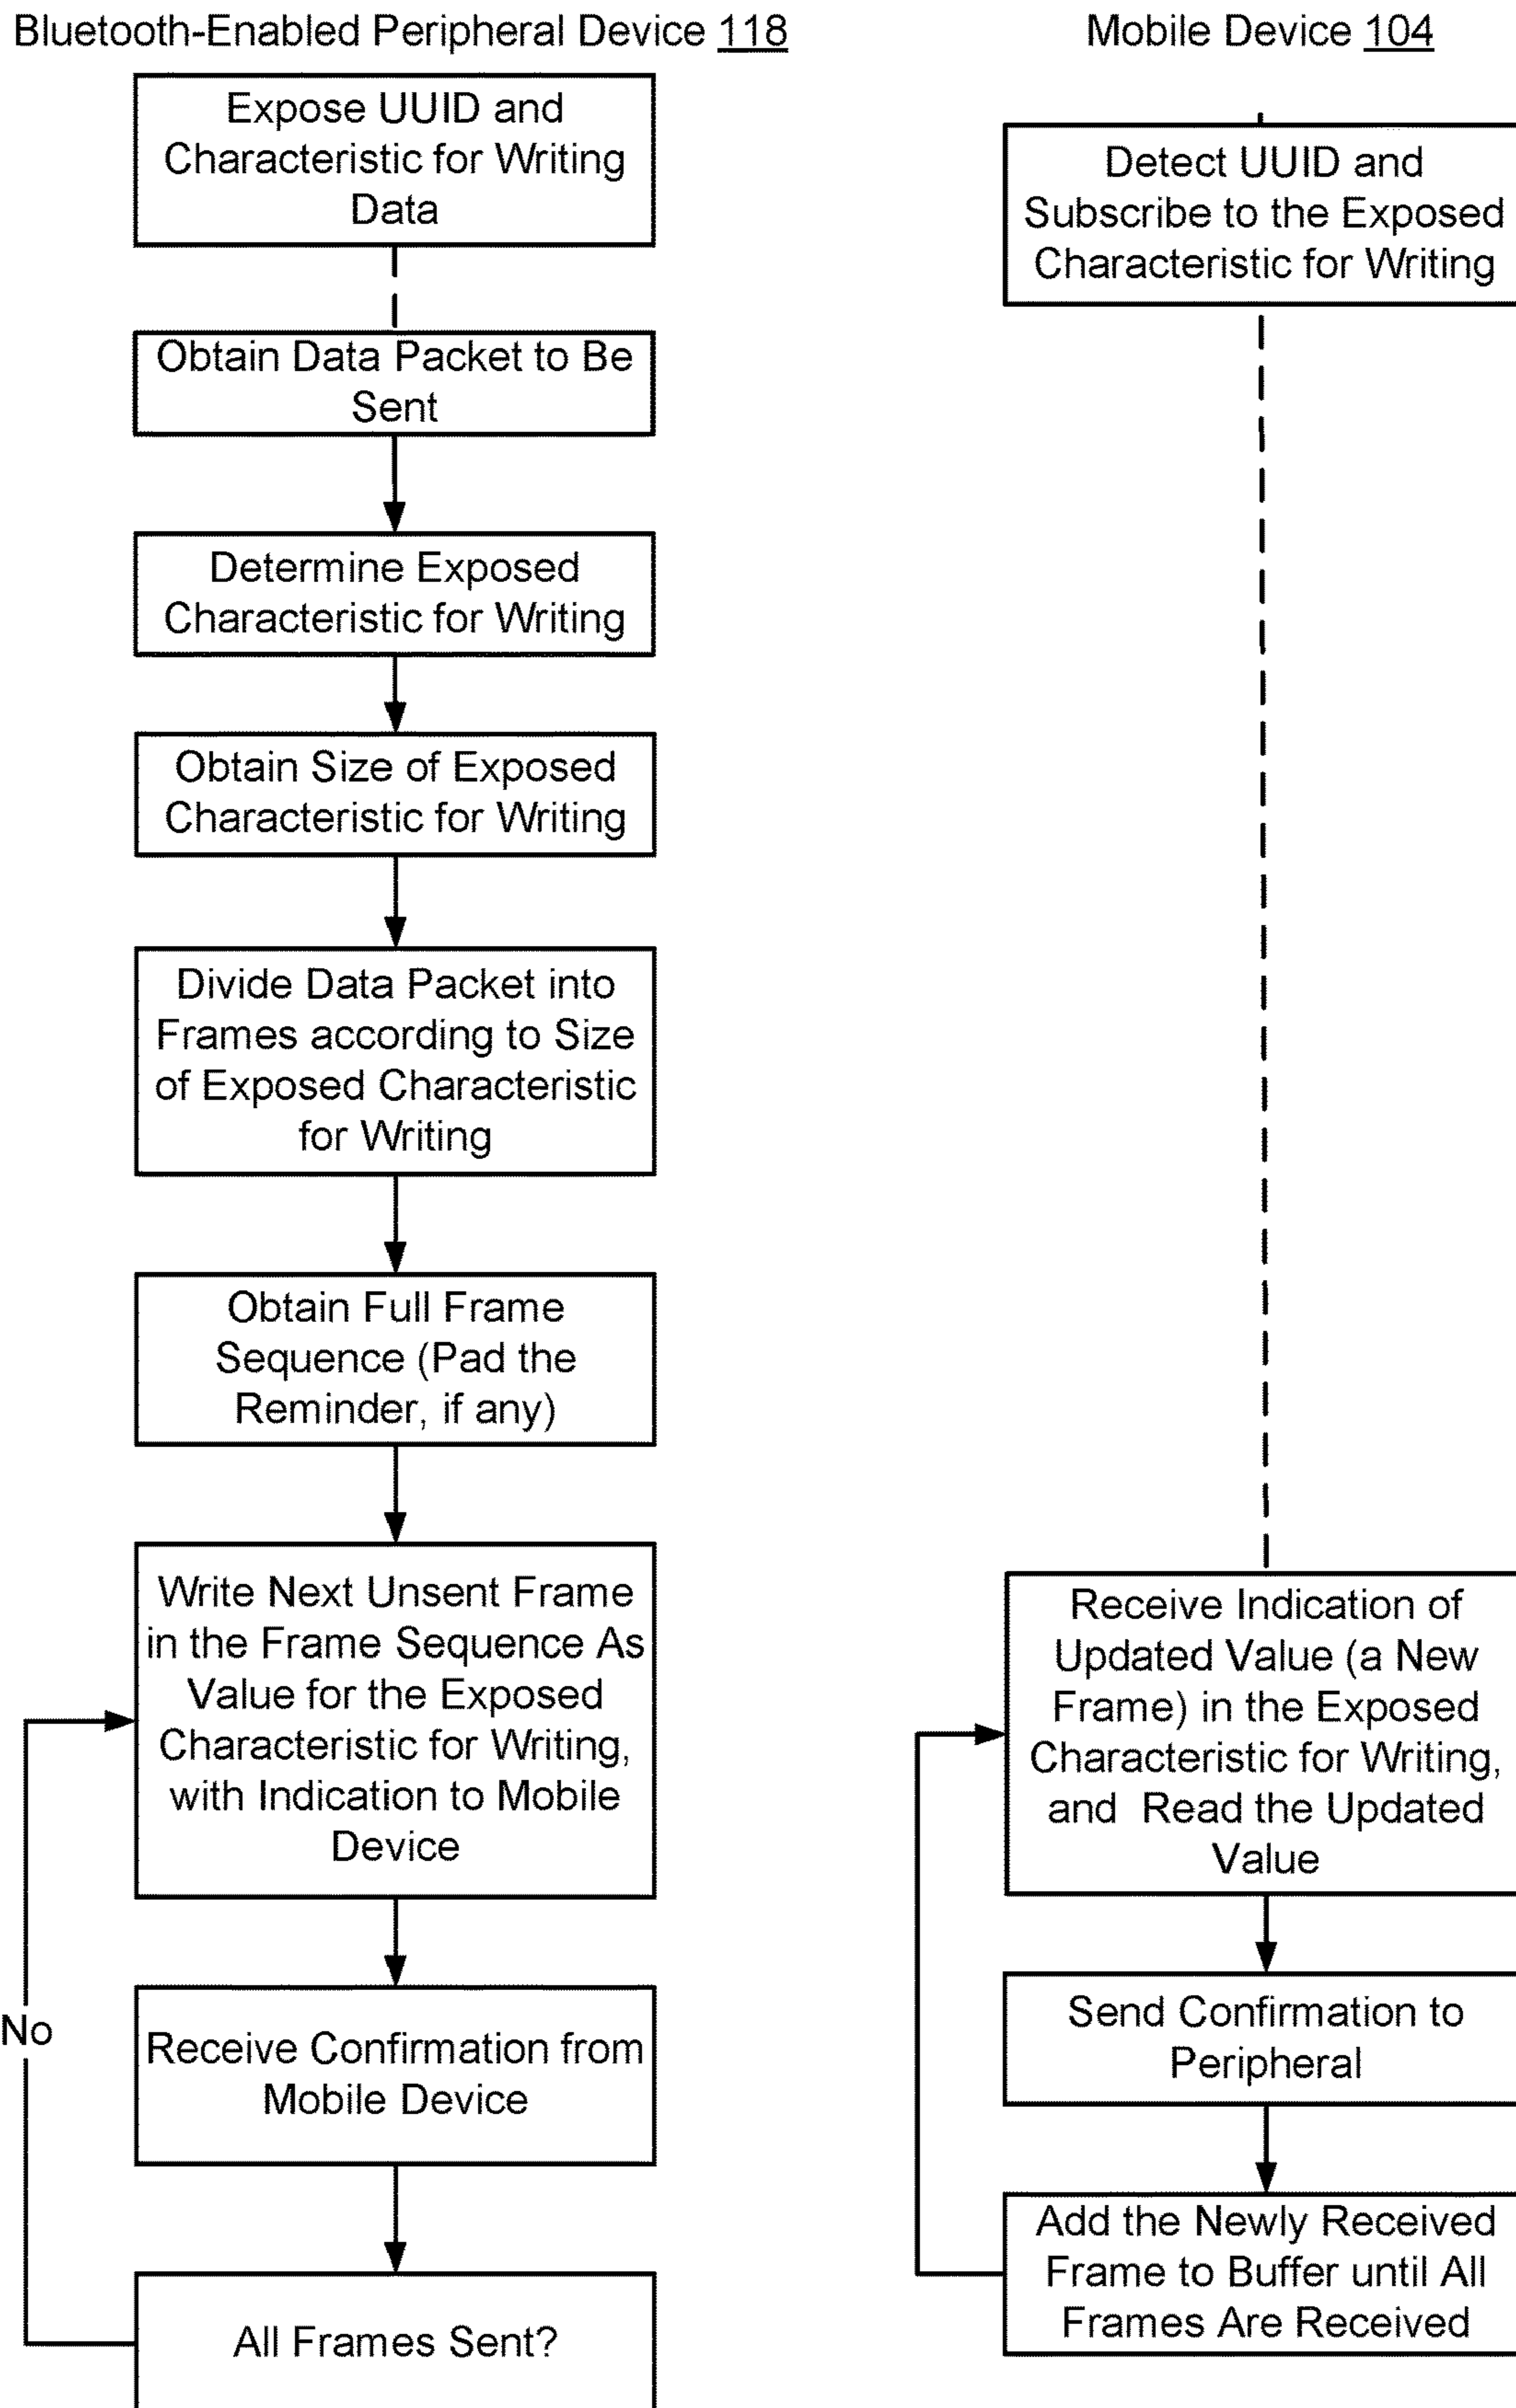 Bluetooth-Enabled Peripheral Device 118
Expose UUID and
Characteristic for Writing
Data
Obtain Data Packet to Be
Sent
Determine Exposed
Characteristic for Writing
Obtain Size of Exposed
Characteristic for Writing
Divide Data Packet into
Frames according to Size
of Exposed Characteristic
for Writing
Obtain Full Frame
Sequence (Pad the
Reminder, if any)
Write Next Unsent Frame
in the Frame Sequence As
Value for the Exposed
Characteristic for Writing,
with Indication to Mobile
Device
Receive Confirmation from
Mobile Device
All Frames Sent?
No
Mobile Device 104
Detect UUID and
Subscribe to the Exposed
Characteristic for Writing
Receive Indication of
Updated Value (a New
Frame) in the Exposed
Characteristic for Writing,
and Read the Updated
Value
Send Confirmation to
Peripheral
Add the Newly Received
Frame to Buffer until All
Frames Are Received